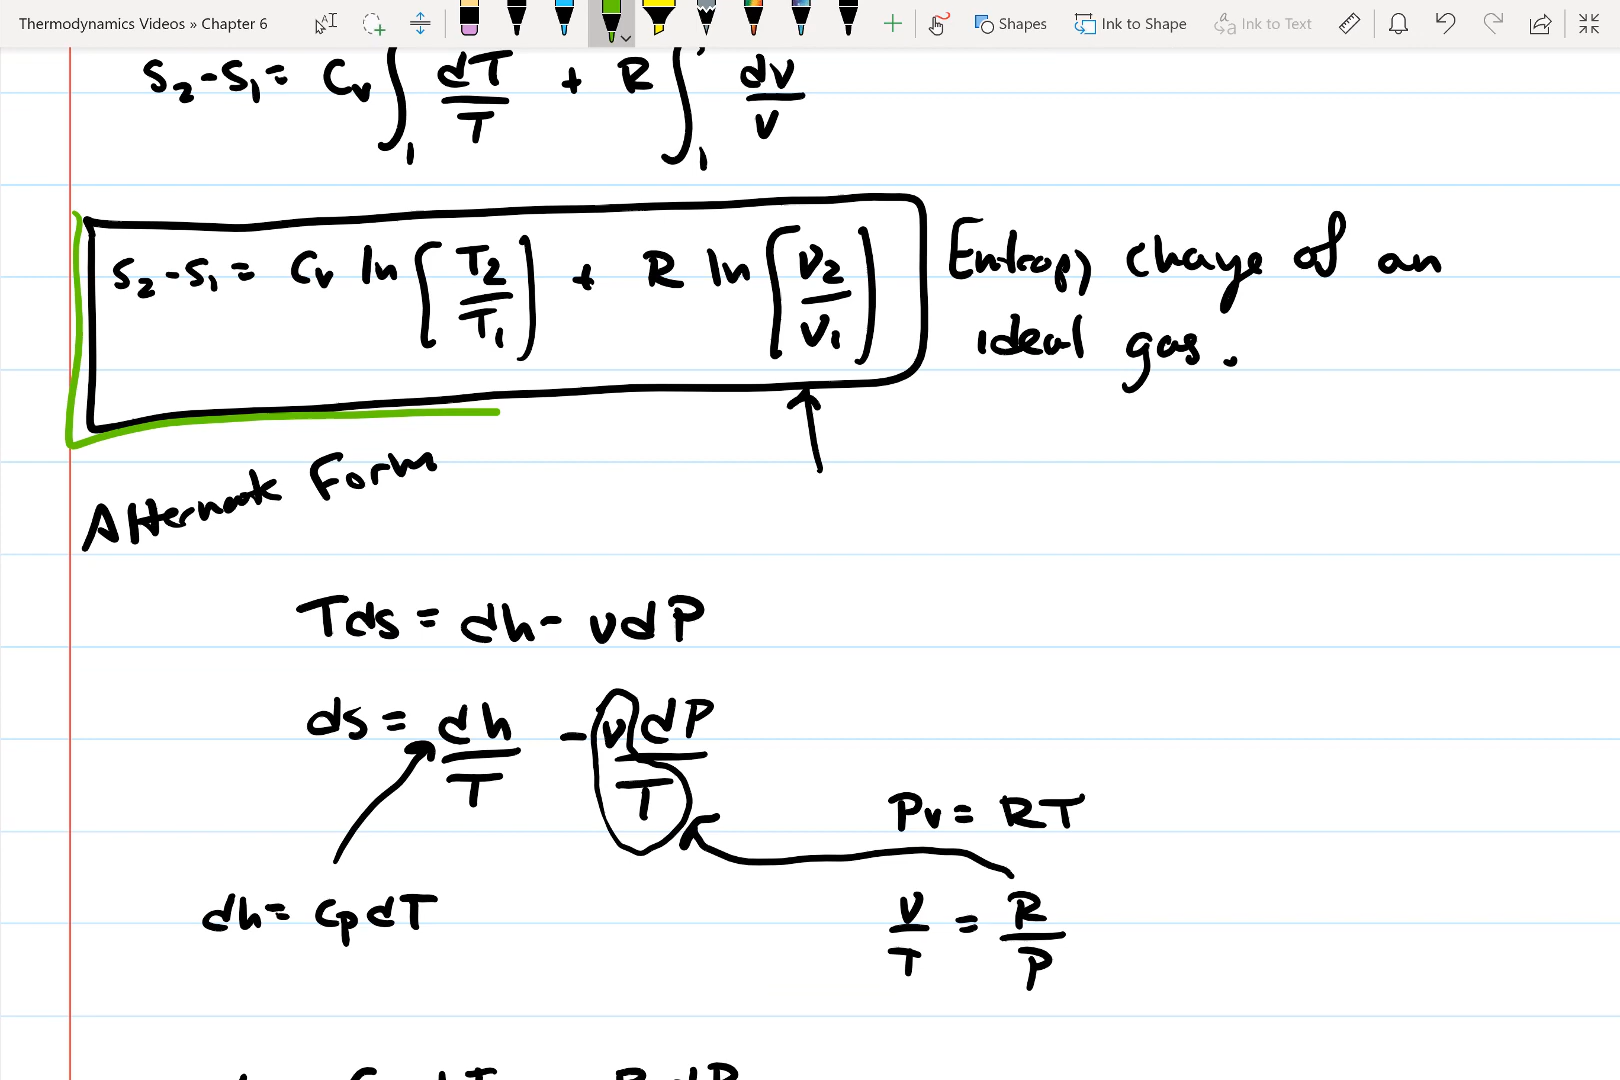 Thermodynamics Videos » Chapter 6 Shapes Ink to Shape Ink to Text
S₂-S₁= Cv ∫₁ dT/T + R ∫₁ dv/v
S₂-S₁= Cv ln [T₂/T₁] + R ln [v₂/v₁] Entropy change of an
ideal gas.
Alternate Form
Tds = dh- vdP
ds = dh/T - vdP/T
Pv = RT
dh= CpdT v/T = R/P